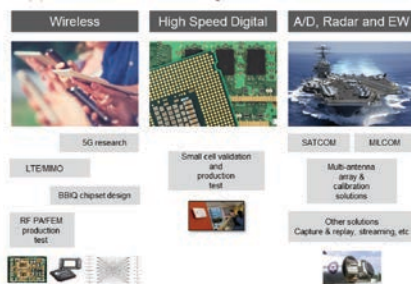 Wireless
High Speed Digital
A/D, Radar and EW
5G research
LTE/MIMO
BBIQ chipset design
RF PA/FEM
production
test
Small cell validation
and
production
test
SATCOM
MILCOM
Multi-antenna
array &
calibration
solutions
Other solutions
Capture & replay, streaming, etc